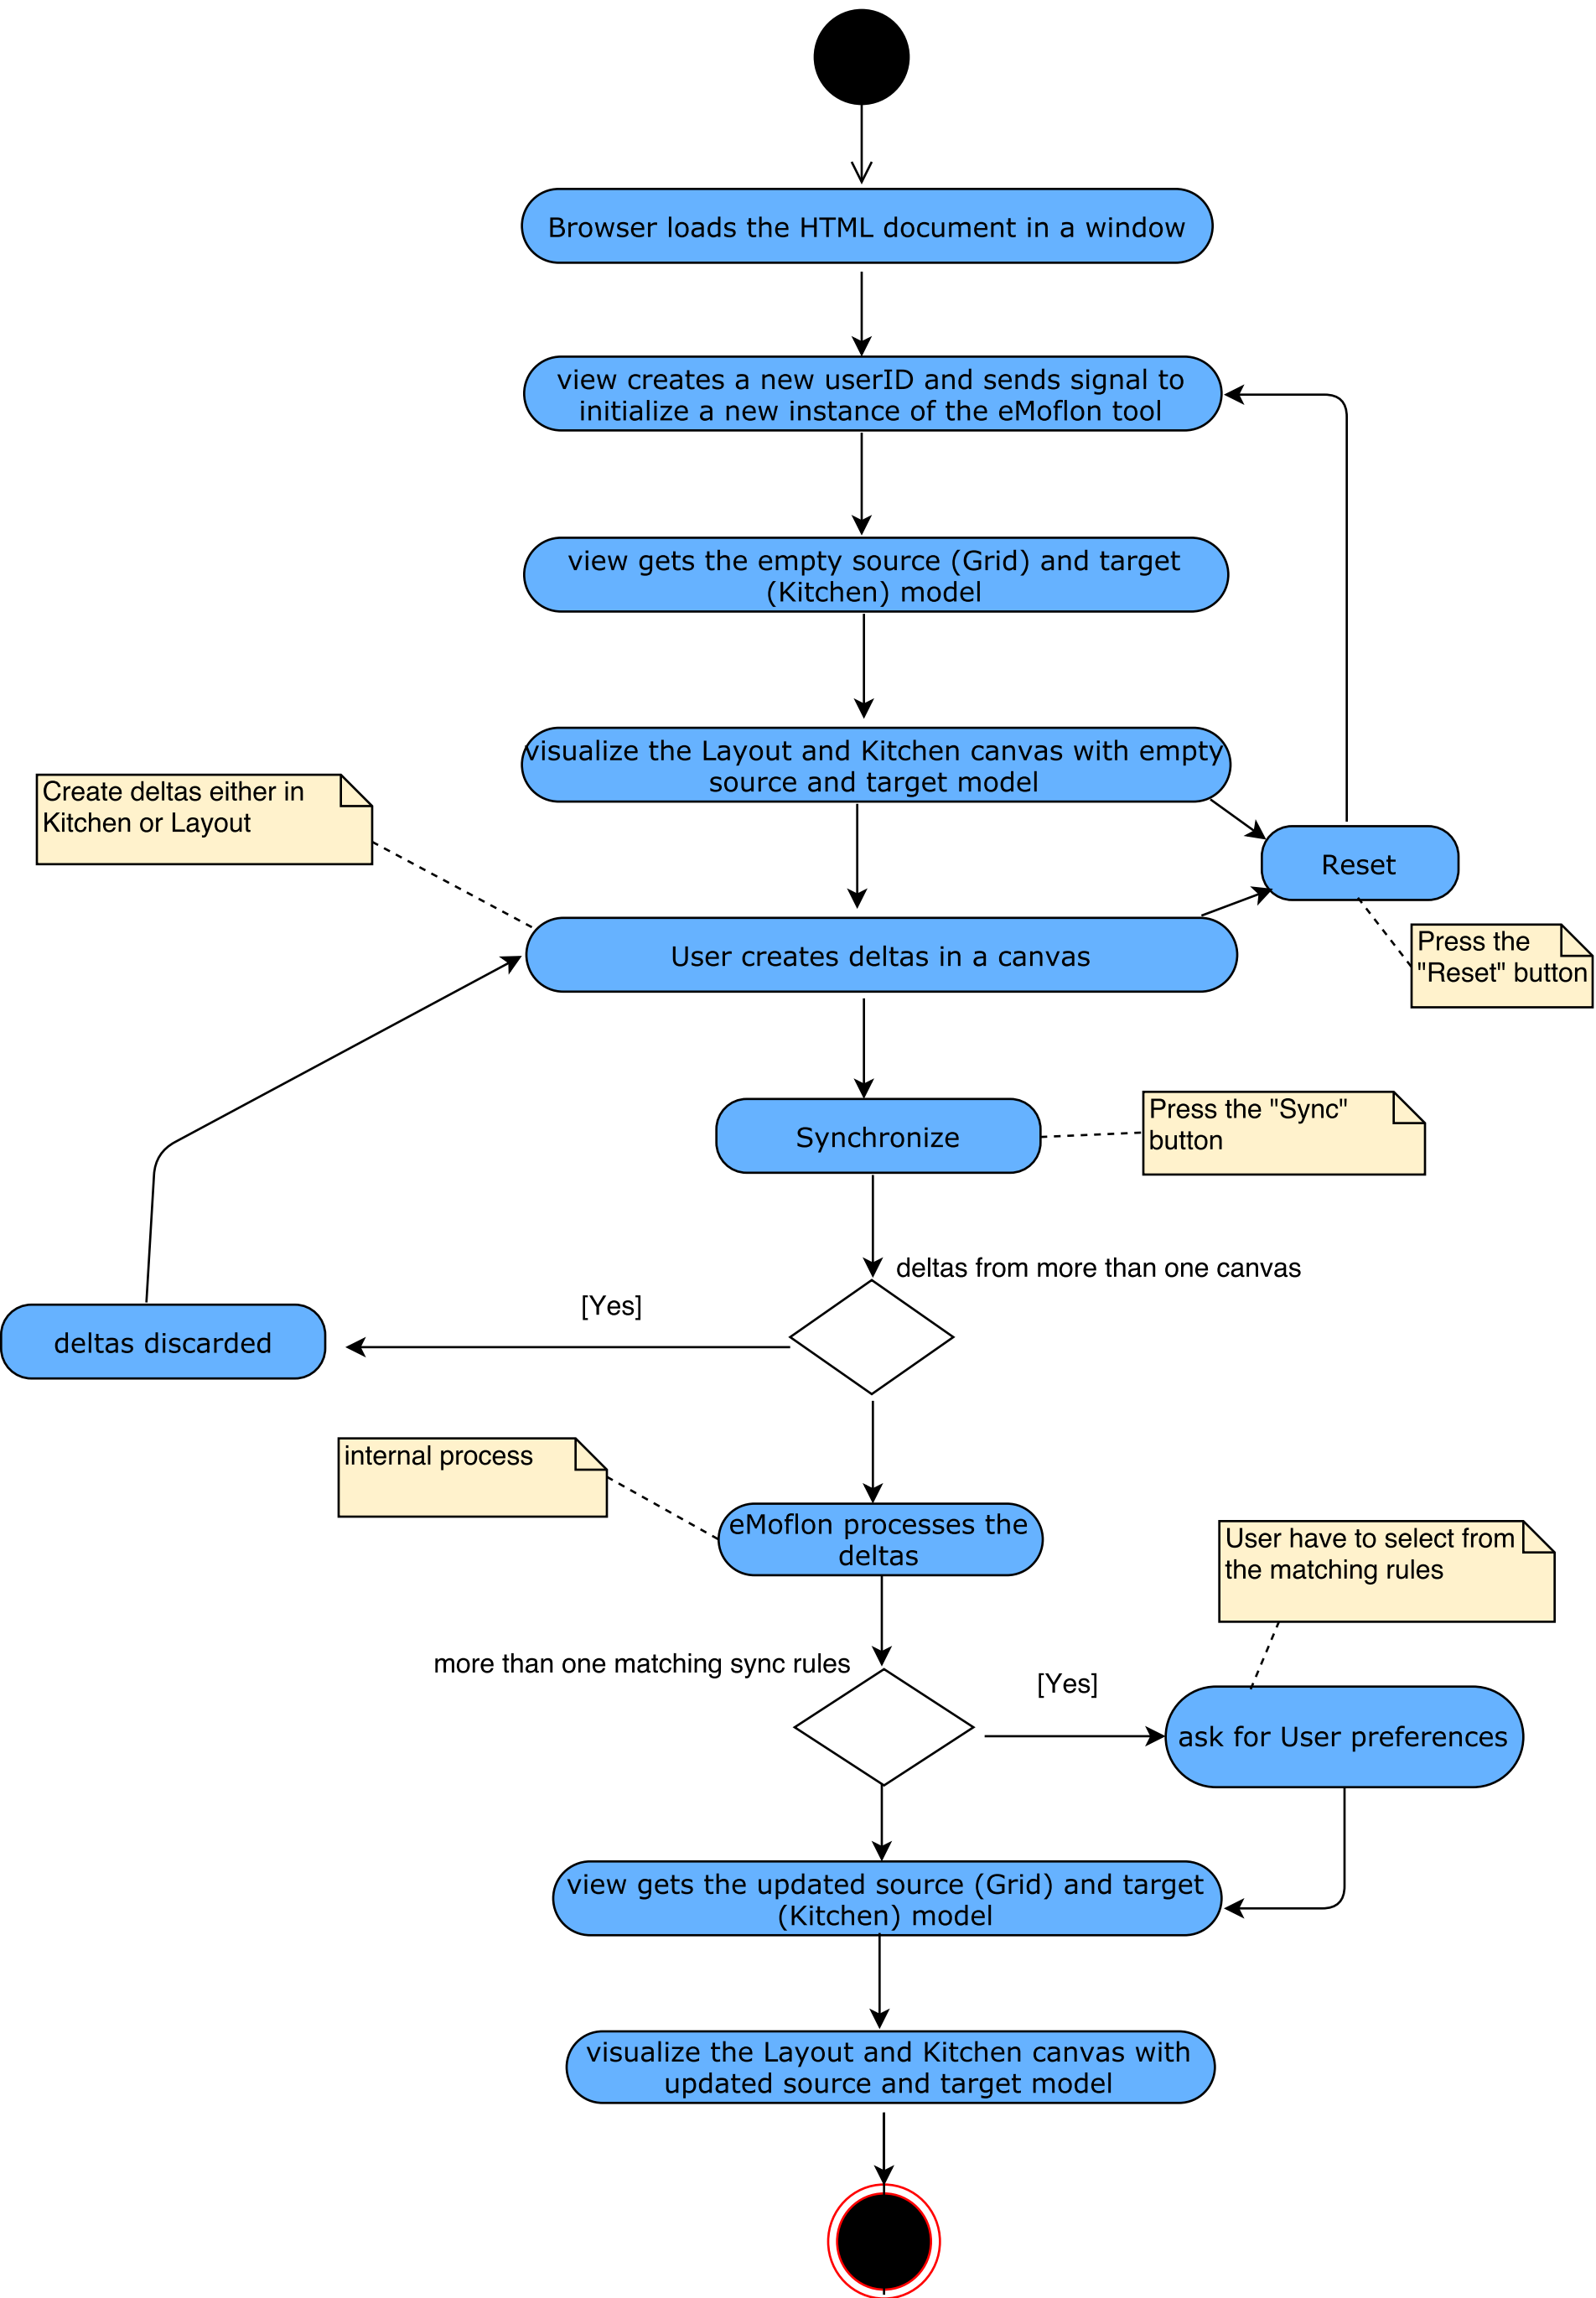 Browser loads the HTML document in a window
view creates a new userID and sends signal to
initialize a new instance of the eMoflon tool
view gets the empty source (Grid) and target
(Kitchen) model
visualize the Layout and Kitchen canvas with empty
source and target model
Create deltas either in
Kitchen or Layout
Reset
User creates deltas in a canvas
Press the
"Reset" button
Synchronize
Press the "Sync"
button
deltas from more than one canvas
[Yes]
deltas discarded
internal process
eMoflon processes the
deltas
User have to select from
the matching rules
more than one matching sync rules
[Yes]
ask for User preferences
view gets the updated source (Grid) and target
(Kitchen) model
visualize the Layout and Kitchen canvas with
updated source and target model